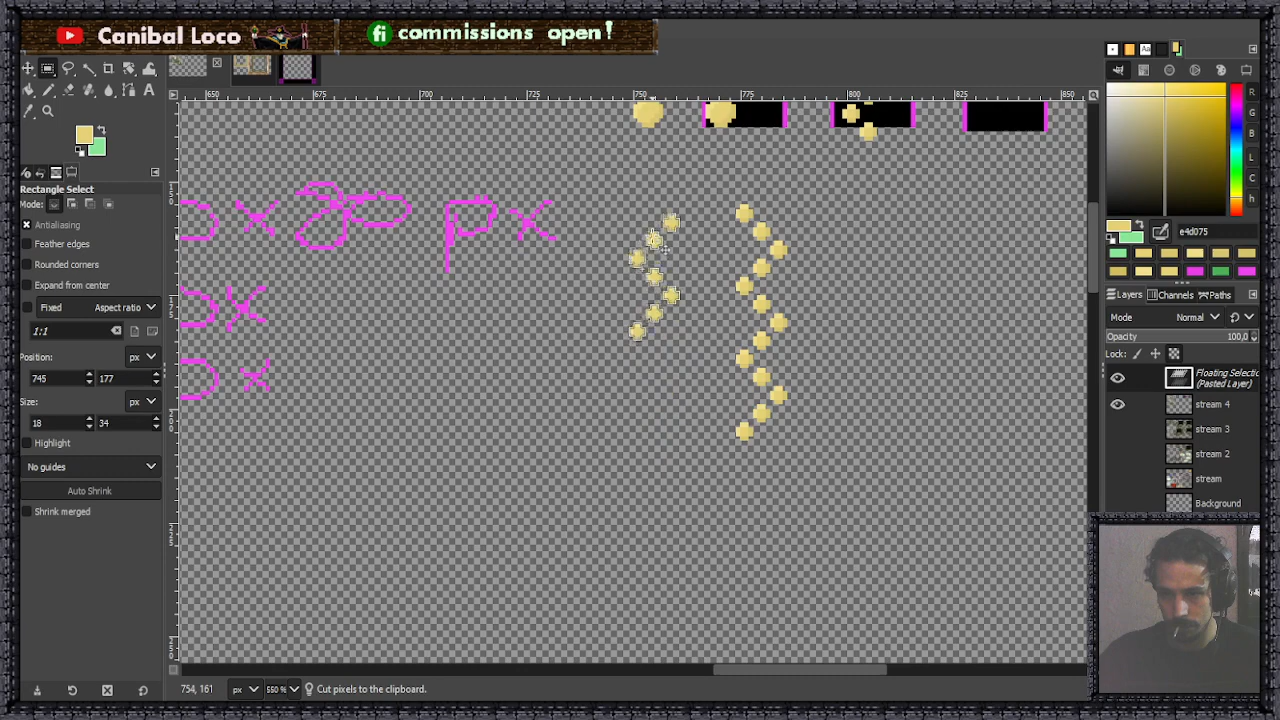 Canibal Loco
fi commissions open!
650 675 700 725 750 775 800 825 850
Rectangle Select
Mode:
Antialiasing
Feather edges
Rounded corners
Expand from center
Fixed Aspect ratio
1:1
Position: px
745 177
Size: px
18 34
Highlight
No guides
Auto Shrink
Shrink merged
px
R
G
B
L
C
h
e4d075
Layers Channels Paths
Mode Normal
Opacity 100,0
Lock:
Floating Selectio
(Pasted Layer)
stream 4
stream 3
stream 2
stream
Background
754, 161 px 550 % Cut pixels to the clipboard.